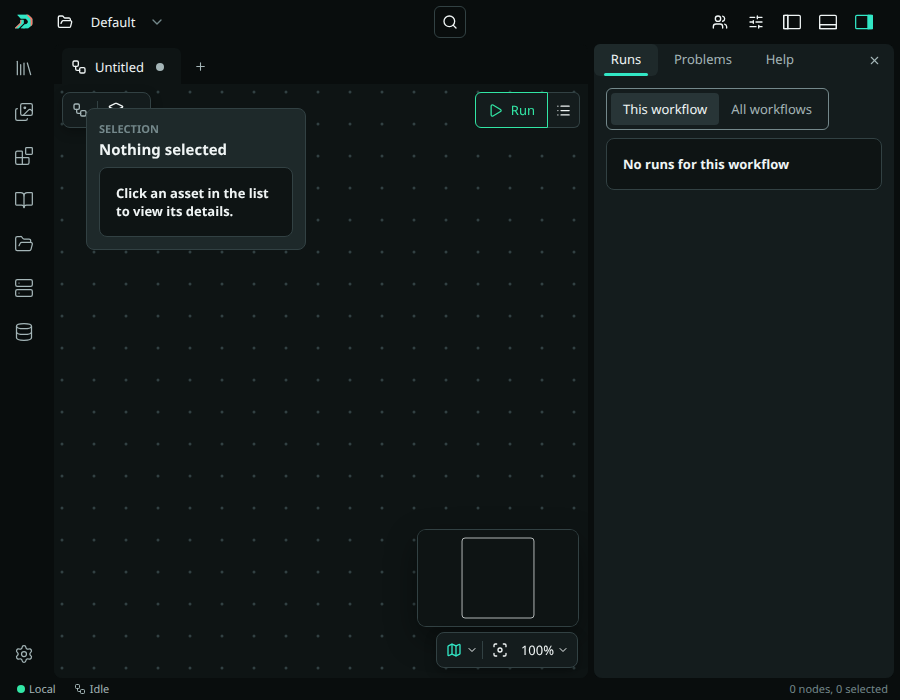 Default
Untitled
Run
SELECTION
Nothing selected
Click an asset in the list
to view its details.
100%
Runs
Problems
Help
This workflow
All workflows
No runs for this workflow
Local
Idle
0 nodes, 0 selected